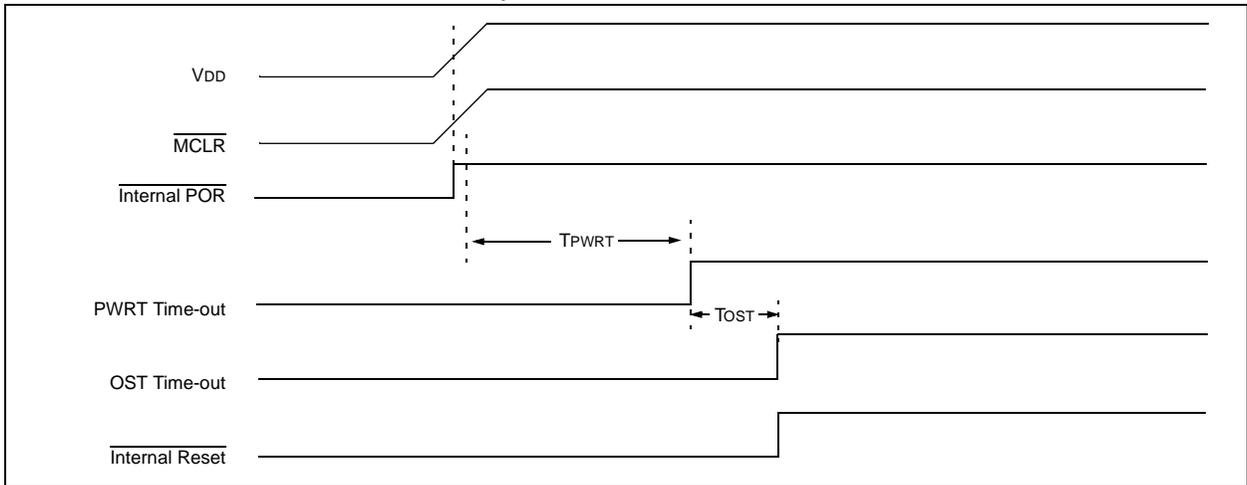 VDD
MCLR
Internal POR
TPWRT
PWRT Time-out
TOST
OST Time-out
Internal Reset